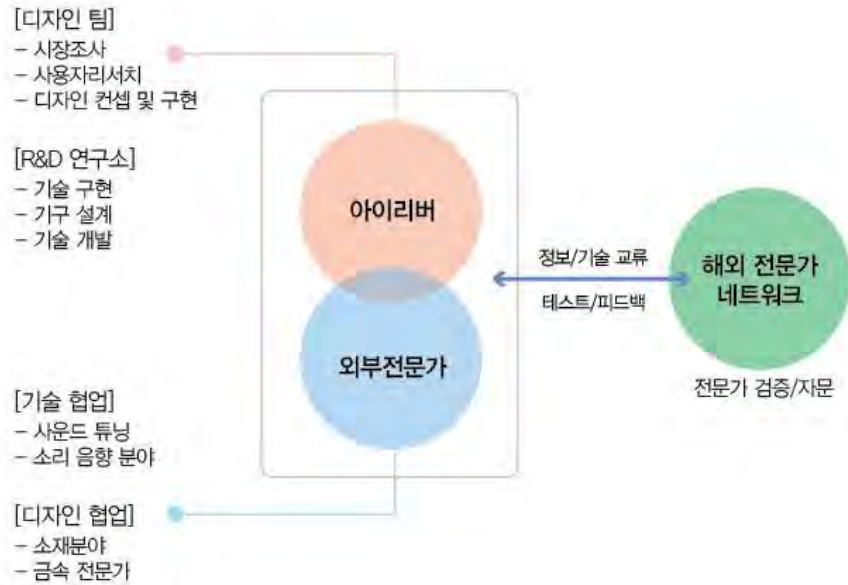 [디자인 팀]
– 시장조사
– 사용자리서치
– 디자인 컨셉 및 구현
[R&D 연구소]
– 기술 구현
– 기구 설계
– 기술 개발
아이리버
외부전문가
정보/기술 교류
테스트/피드백
해외 전문가
네트워크
전문가 검증/자문
[기술 협업]
– 사운드 튜닝
– 소리 음향 분야
[디자인 협업]
– 소재분야
– 금속 전문가